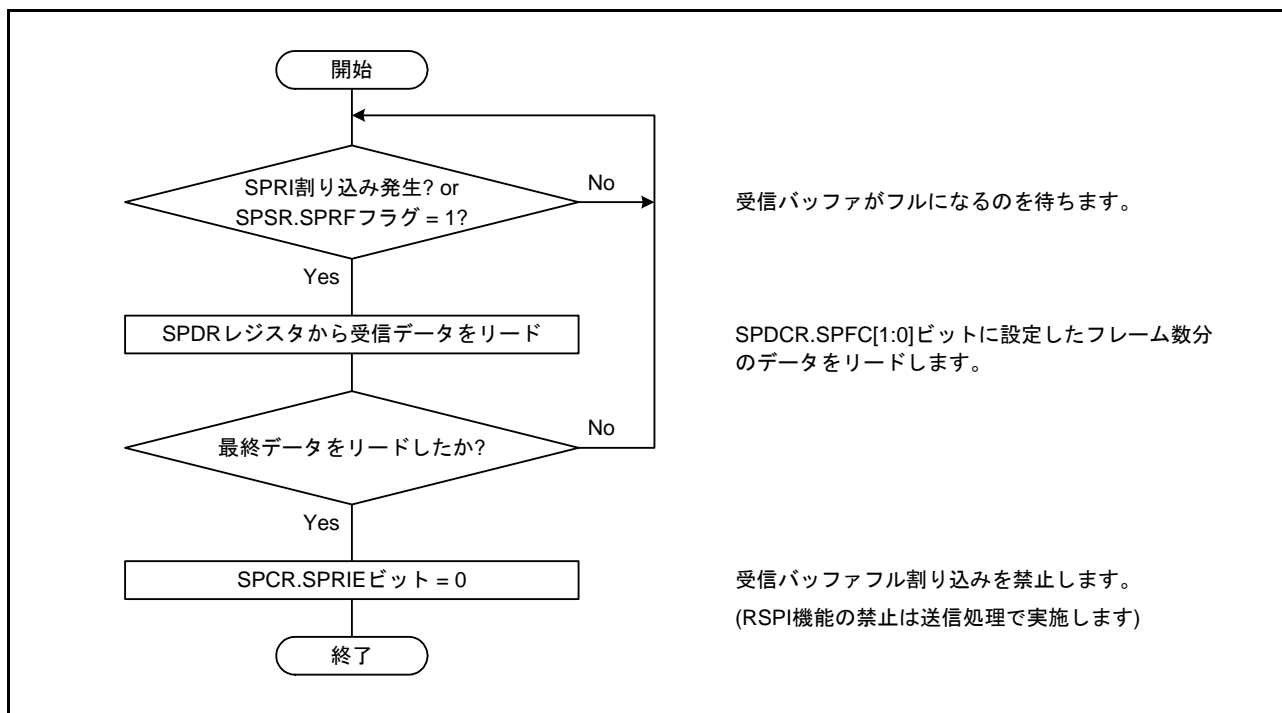 開始
SPRI割り込み発生? or
SPSR.SPRFフラグ = 1?
No
受信バッファがフルになるのを待ちます。
Yes
SPDRレジスタから受信データをリード
SPDCR.SPFC[1:0]ビットに設定したフレーム数分
のデータをリードします。
最終データをリードしたか?
No
Yes
SPCR.SPRIEビット = 0
受信バッファフル割り込みを禁止します。
(RSPI機能の禁止は送信処理で実施します)
終了